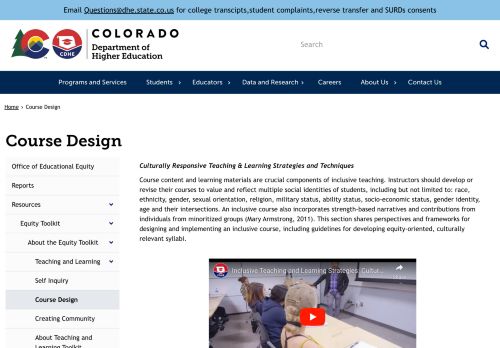 Email Questions@dhe.state.co.us for college transcipts,student complaints,reverse transfer and SURDs consents
COLORADO
Department of
Higher Education
CO
CDHE
Search
Programs and Services
Students
Educators
Data and Research
Careers
About Us
Contact Us
Home > Course Design
Course Design
Office of Educational Equity
Reports
Resources
Equity Toolkit
About the Equity Toolkit
Teaching and Learning
Self Inquiry
Course Design
Creating Community
About Teaching and
Learning Toolkit
Culturally Responsive Teaching & Learning Strategies and Techniques
Course content and learning materials are crucial components of inclusive teaching. Instructors should develop or
revise their courses to value and reflect multiple social identities of students, including but not limited to: race,
ethnicity, gender, sexual orientation, religion, military status, ability status, socio-economic status, gender identity,
age and their intersections. An inclusive course also incorporates strength-based narratives and contributions from
individuals from minoritized groups (Mary Armstrong, 2011). This section shares perspectives and frameworks for
designing and implementing an inclusive course, including guidelines for developing equity-oriented, culturally
relevant syllabi.
CDHE
Inclusive Teaching and Learning Strategies: Cultur...
Share